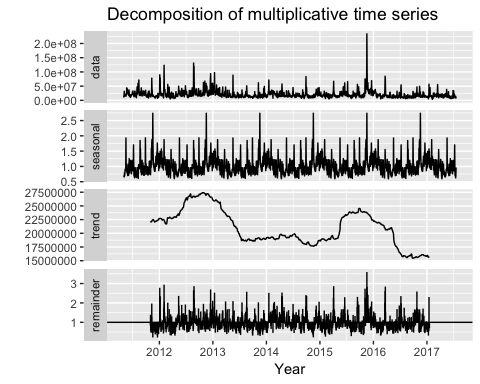 Decomposition of multiplicative time series
2.0e+08
1.5e+08
1.0e+08
5.0e+07
0.0e+00
data
2.5
2.0
1.5
1.0
0.5
seasonal
27500000
25000000
22500000
20000000
17500000
15000000
trend
3
2
1
remainder
2012 2013 2014 2015 2016 2017
Year